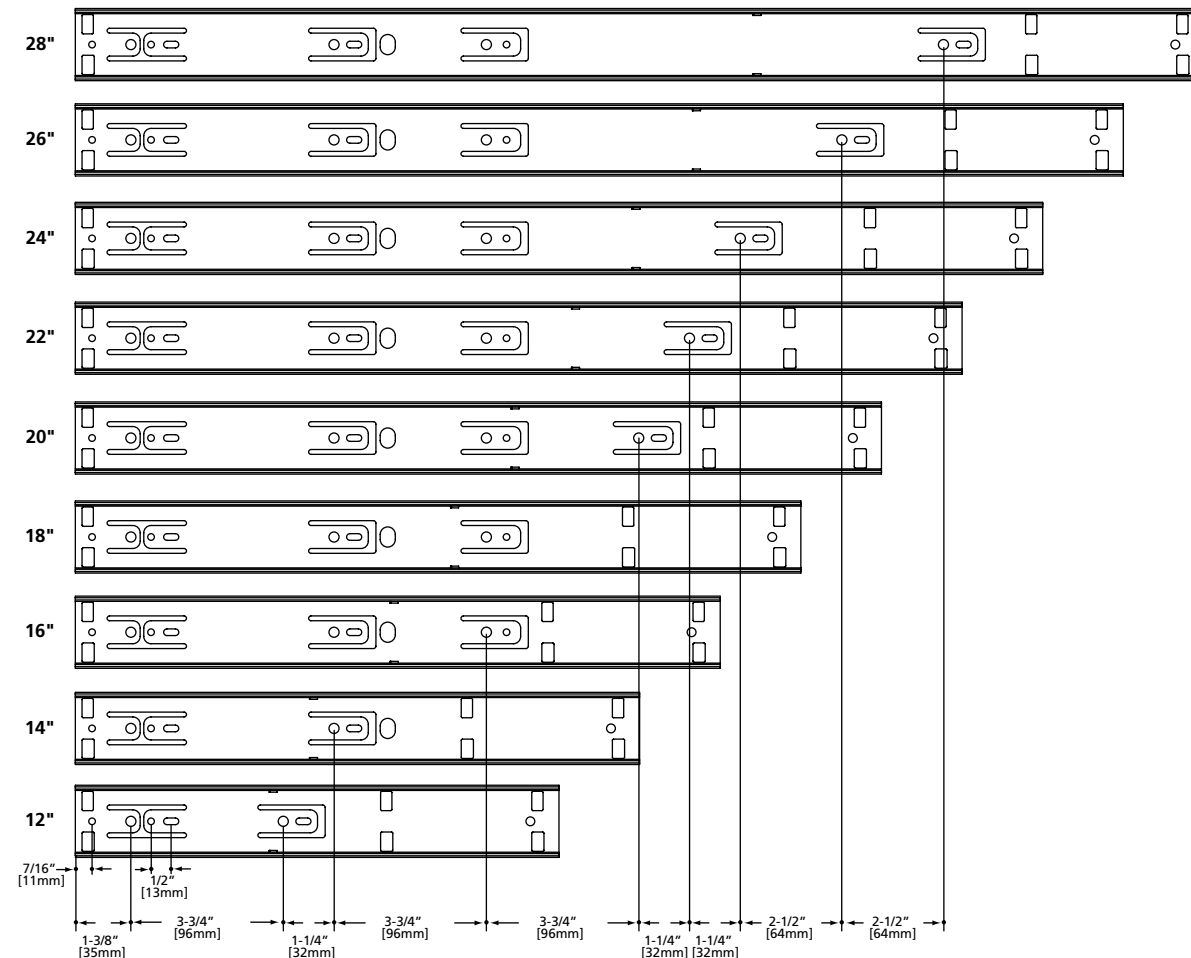 28"
26"
24"
22"
20"
18"
16"
14"
12"
7/16"
[11mm]
1/2"
[13mm]
1-3/8"
[35mm]
3-3/4"
[96mm]
1-1/4"
[32mm]
3-3/4"
[96mm]
3-3/4"
[96mm]
1-1/4"
[32mm]
1-1/4"
[32mm]
2-1/2"
[64mm]
2-1/2"
[64mm]